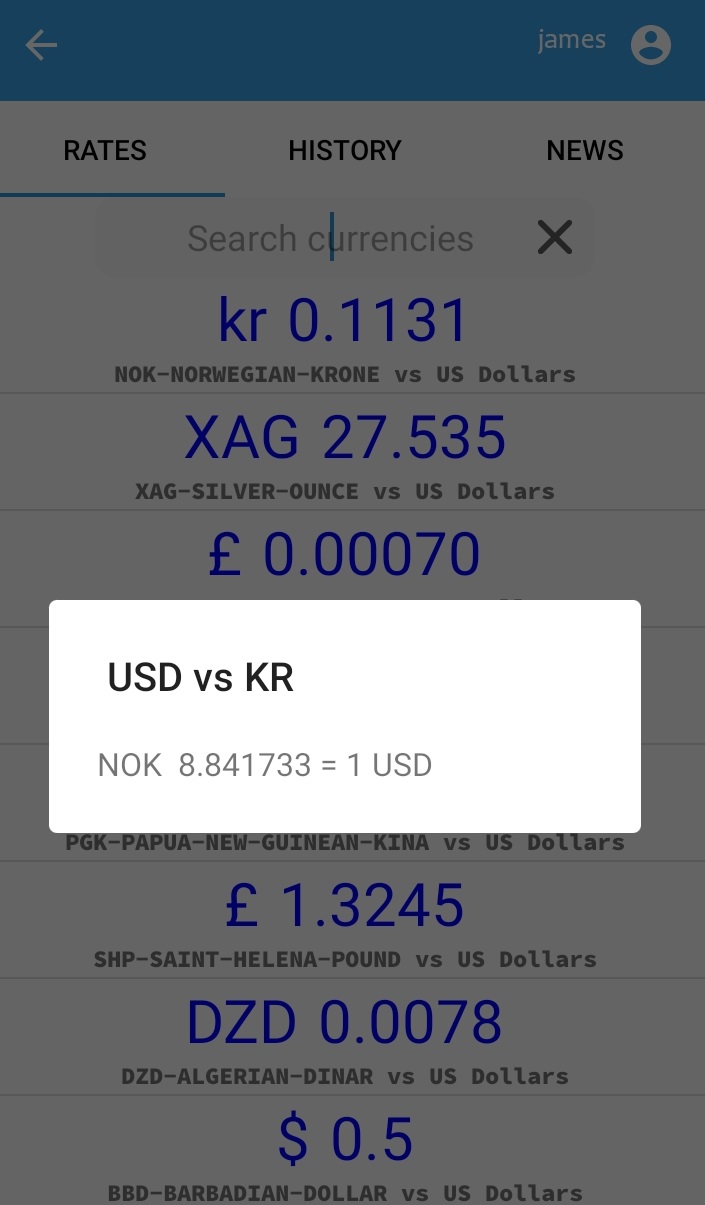 james
RATES HISTORY NEWS
Search currencies
kr 0.1131
NOK-NORWEGIAN-KRONE vs US Dollars
XAG 27.535
XAG-SILVER-OUNCE vs US Dollars
£ 0.00070
USD vs KR
NOK 8.841733 = 1 USD
PGK-PAPUA-NEW-GUINEAN-KINA vs US Dollars
£ 1.3245
SHP-SAINT-HELENA-POUND vs US Dollars
DZD 0.0078
DZD-ALGERIAN-DINAR vs US Dollars
$ 0.5
BBD-BARBADIAN-DOLLAR vs US Dollars